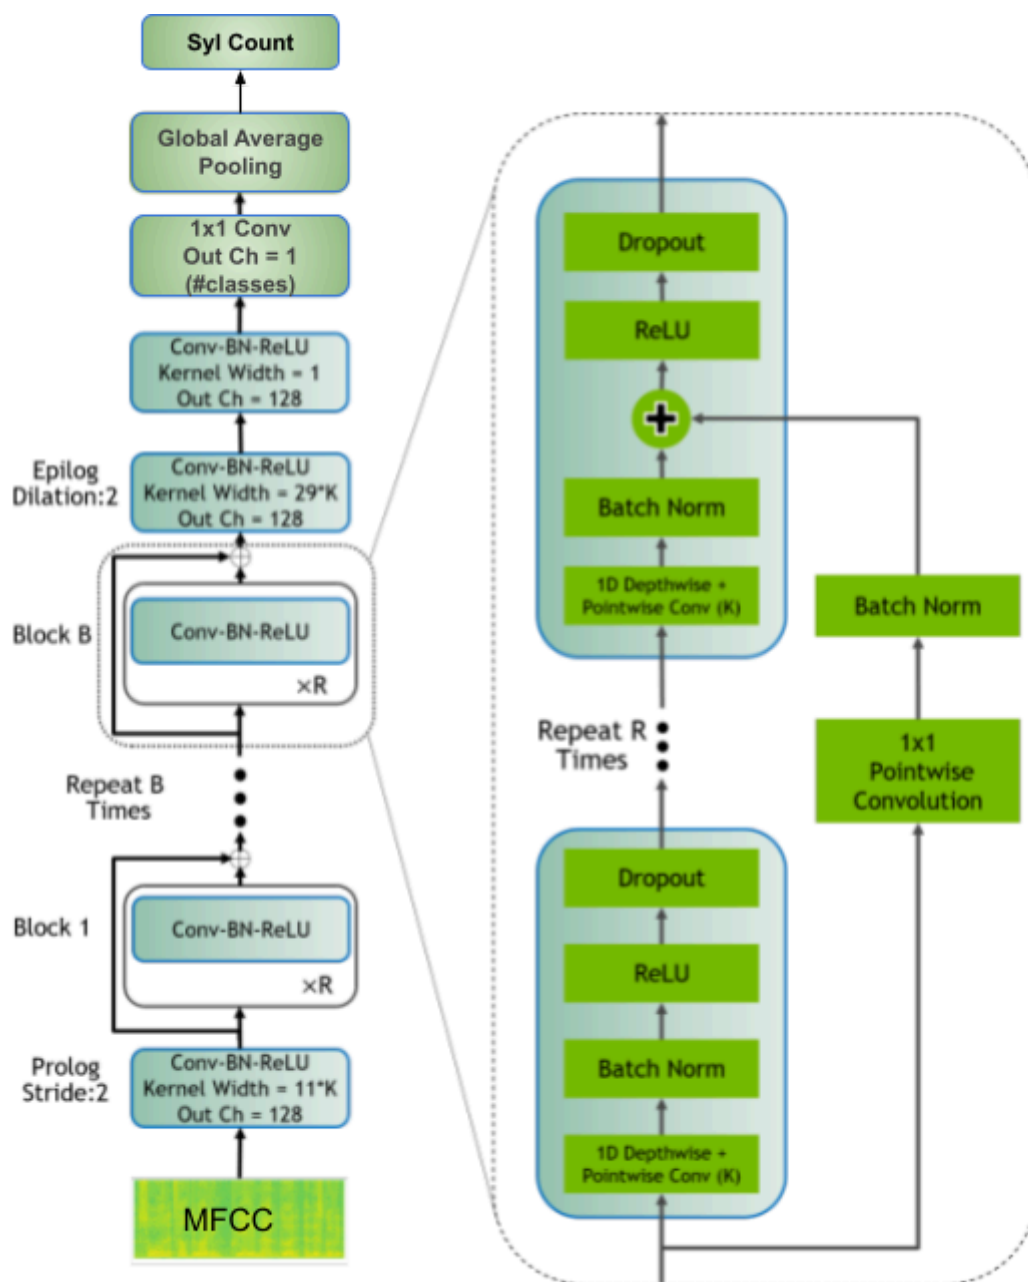 Syl Count
Global Average
Pooling
1x1 Conv
Out Ch = 1
(#classes)
Conv-BN-ReLU
Kernel Width = 1
Out Ch = 128
Epilog
Dilation:2
Conv-BN-ReLU
Kernel Width = 29*K
Out Ch = 128
Block B
Conv-BN-ReLU
×R
Repeat B
Times
Block 1
Conv-BN-ReLU
×R
Prolog
Stride:2
Conv-BN-ReLU
Kernel Width = 11*K
Out Ch = 128
MFCC
Dropout
ReLU
+
Batch Norm
1D Depthwise +
Pointwise Conv (K)
Batch Norm
1x1
Pointwise
Convolution
Repeat R
Times
Dropout
ReLU
Batch Norm
1D Depthwise +
Pointwise Conv (K)